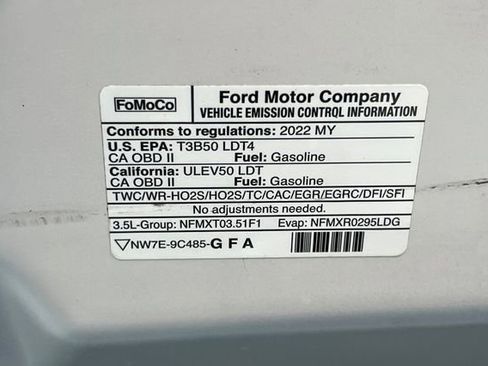 FoMoCo
Ford Motor Company
VEHICLE EMISSION CONTROL INFORMATION
Conforms to regulations: 2022 MY
U.S. EPA: T3B50 LDT4
CA OBD II Fuel: Gasoline
California: ULEV50 LDT
CA OBD II Fuel: Gasoline
TWC/WR-HO2S/HO2S/TC/CAC/EGR/EGRC/DFI/SFI
No adjustments needed.
3.5L-Group: NFMXT03.51F1 Evap: NFMXR0295LDG
NW7E-9C485-G F A